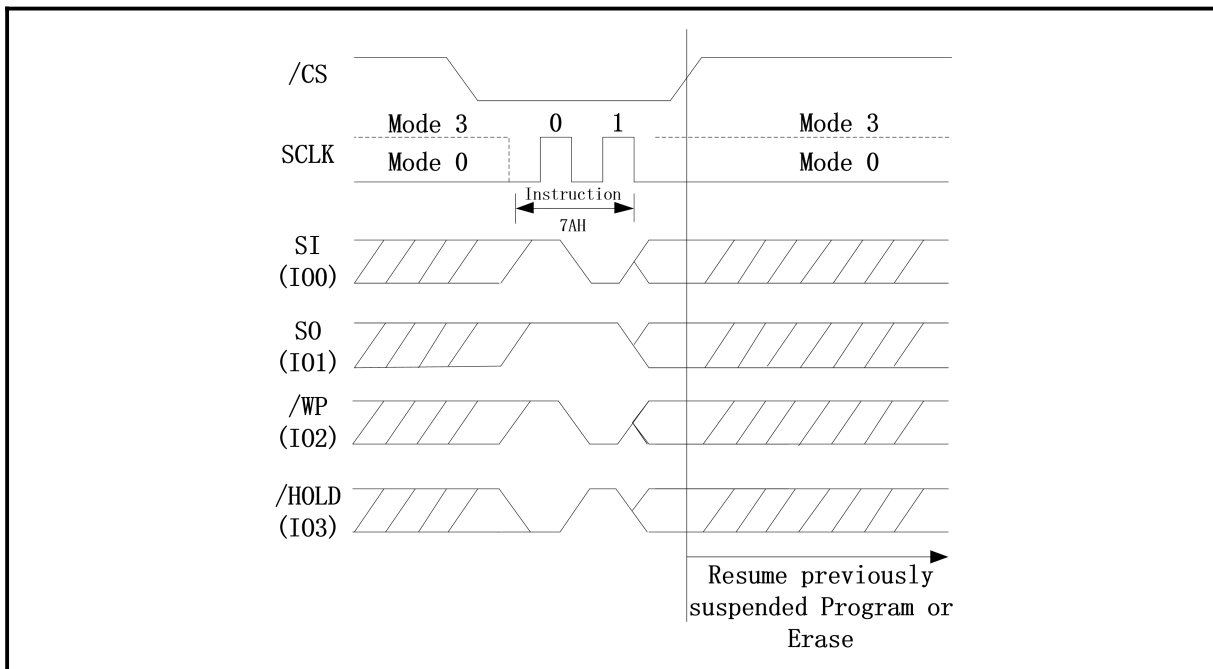 /CS
Mode 3 0 1 Mode 3
SCLK Mode 0 Mode 0
Instruction
7AH
SI
(IO0)
SO
(IO1)
/WP
(IO2)
/HOLD
(IO3)
Resume previously
suspended Program or
Erase